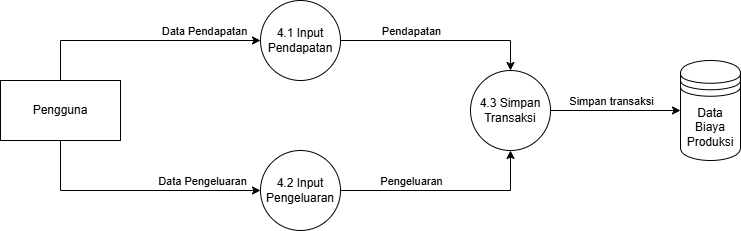 Data Pendapatan
4.1 Input
Pendapatan
Pendapatan
Pengguna
4.3 Simpan
Transaksi
Simpan transaksi
Data
Biaya
Produksi
Data Pengeluaran
4.2 Input
Pengeluaran
Pengeluaran